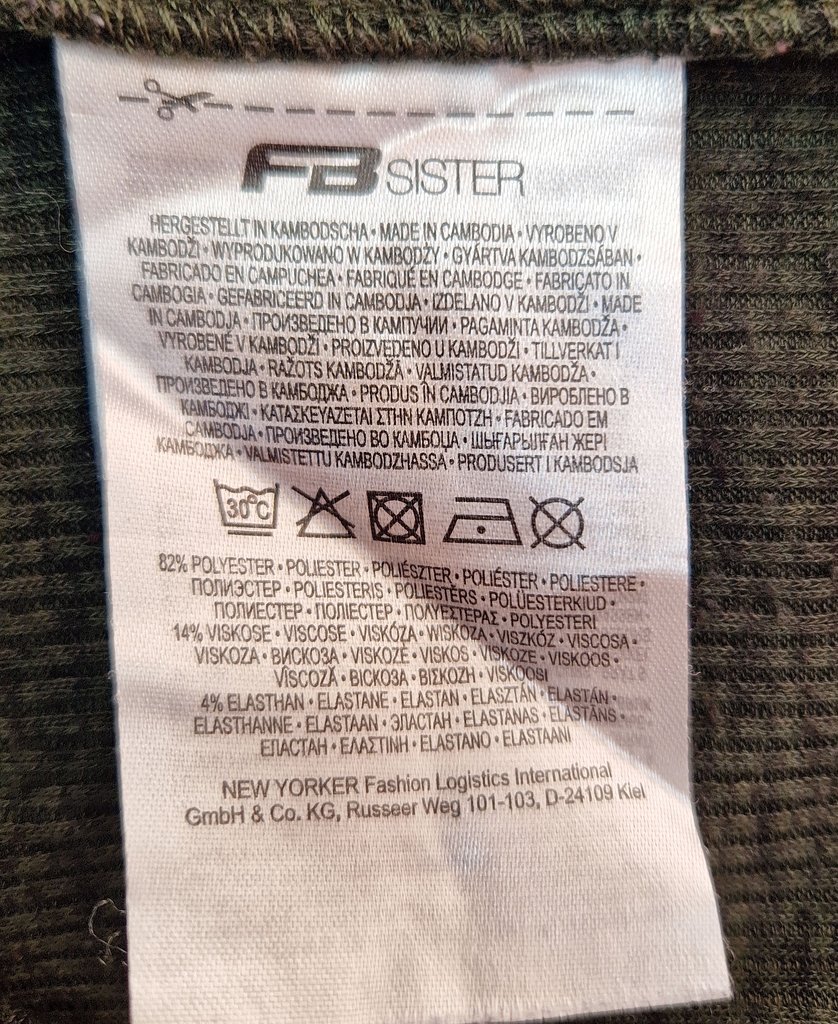 FB SISTER
HERGESTELLT IN KAMBODSCHA • MADE IN CAMBODIA • VYROBENO V
KAMBODŽI • WYPRODUKOWANO W KAMBODŻY • GYÁRTVA KAMBODZSÁBAN •
FABRICADO EN CAMPUCHEA • FABRIQUÉ EN CAMBODGE • FABRICATO IN
CAMBOGIA • GEFABRICEERD IN CAMBODJA • IZDELANO V KAMBODŽI • MADE
IN CAMBODJA • ПРОИЗВЕДЕНО В КАМПУЧИИ • PAGAMINTA KAMBODŽA •
VYROBENÉ V KAMBODŽI • PROIZVEDENO U KAMBODŽI • TILLVERKAT I
KAMBODJA • RAŽOTS KAMBODŽĀ • VALMISTATUD KAMBODŽA •
ПРОИЗВЕДЕНО В КАМБОДЖА • PRODUS ÎN CAMBODJIA • ВИРОБЛЕНО В
КАМБОДЖІ • ΚΑΤΑΣΚΕΥΑΖΕΤΑΙ ΣΤΗΝ ΚΑΜΠΟΤΖΗ • FABRICADO EM
CAMBODJA • ПРОИЗВЕДЕНО ВО КАМБОЏА • ШЫҒАРЫЛҒАН ЖЕРІ
КАМБОДЖА • VALMISTETTU KAMBODZHASSA • PRODUSERT I KAMBODSJA
30°C
82% POLYESTER • POLIESTER • POLIÉSZTER • POLIÉSTER • POLIESTERE •
ПОЛИЭСТЕР • POLIESTERIS • POLIESTERS • POLÜESTERKIUD •
ПОЛИЕСТЕР • ПОЛІЕСТЕР • ΠΟΛΥΕΣΤΕΡΑΣ • POLYESTERI
14% VISKOSE • VISCOSE • VISKÓZA • WISKOZA • VISZKÓZ • VISCOSA •
VISKOZA • ВИСКОЗА • VISKOZĖ • VISKOS • VISKOZE • VISKOOS •
VÎSCOZĂ • ВІСКОЗА • ΒΙΣΚΟΖΗ • VISKOOSI
4% ELASTHAN • ELASTANE • ELASTAN • ELASZTÁN • ELASTÁN •
ELASTHANNE • ELASTAAN • ЭЛАСТАН • ELASTANAS • ELASTĀNS •
ЕЛАСТАН • ΕΛΑΣΤΙΝΗ • ELASTANO • ELASTAANI
NEW YORKER Fashion Logistics International
GmbH & Co. KG, Russeer Weg 101-103, D-24109 Kiel